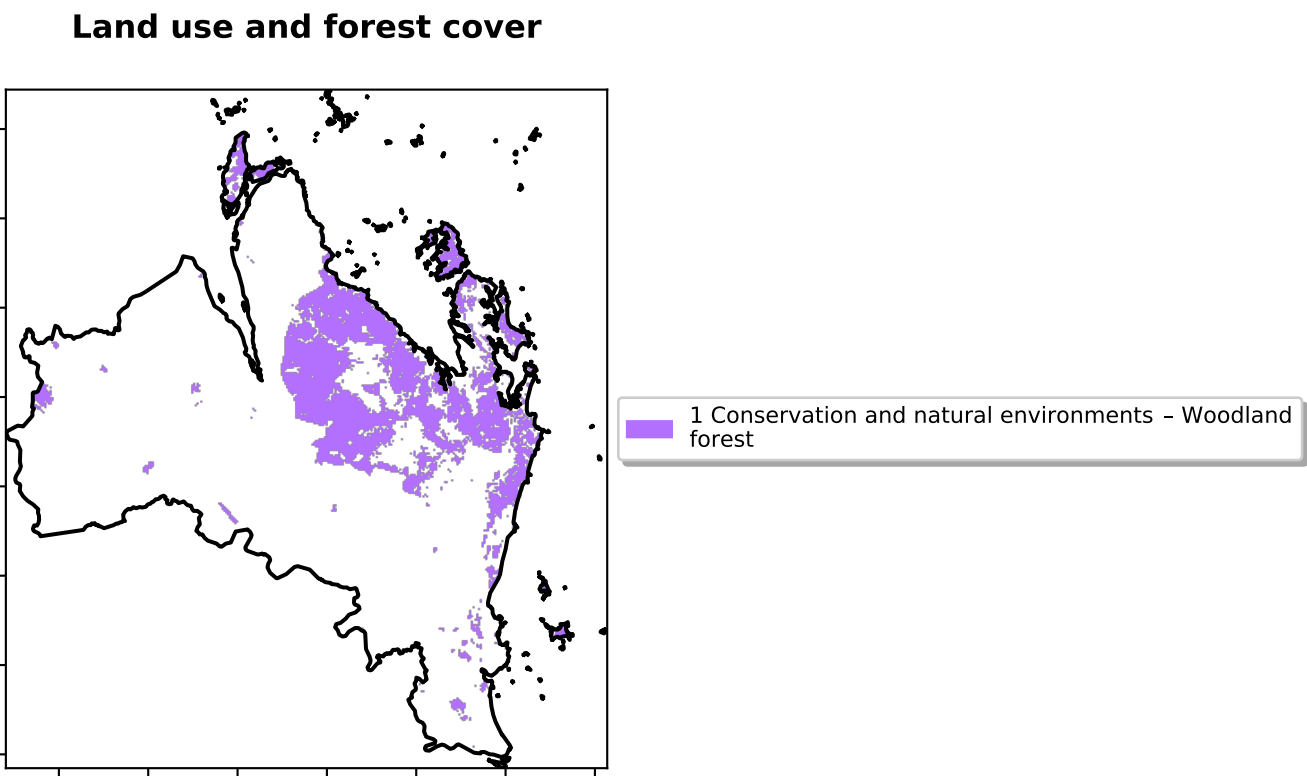 Land use and forest cover
1 Conservation and natural environments – Woodland
forest